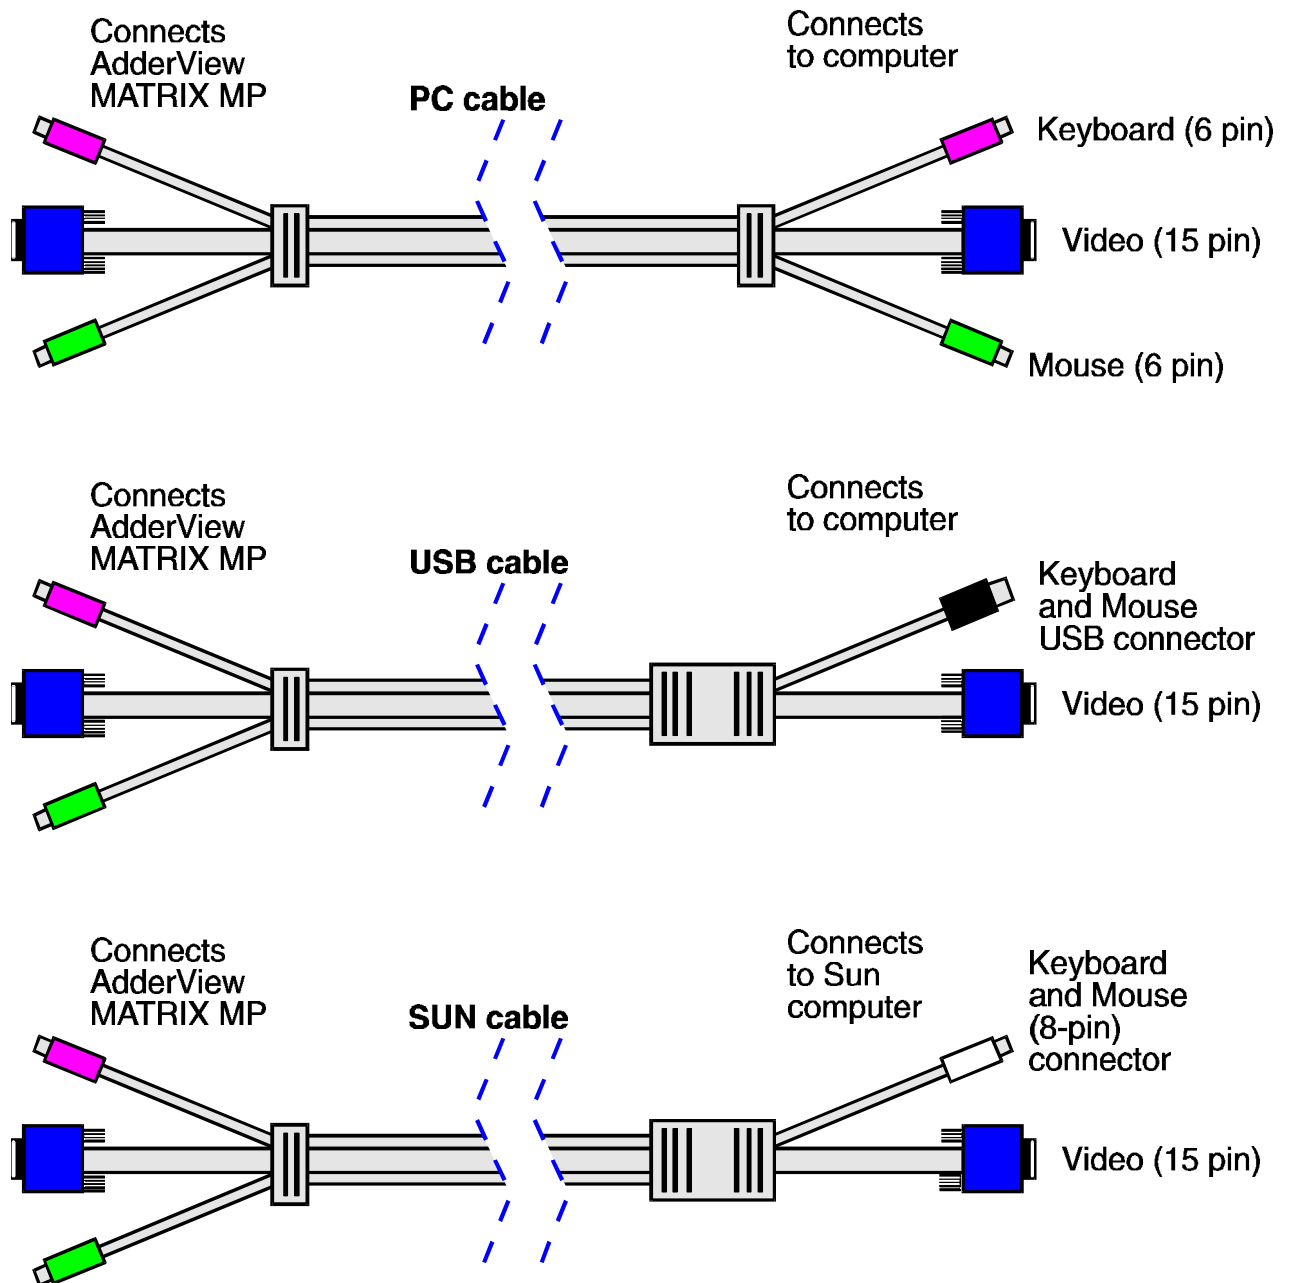 Connects
AdderView
MATRIX MP
PC cable
Connects
to computer
Keyboard (6 pin)
Video (15 pin)
Mouse (6 pin)
Connects
AdderView
MATRIX MP
USB cable
Connects
to computer
Keyboard
and Mouse
USB connector
Video (15 pin)
Connects
AdderView
MATRIX MP
SUN cable
Connects
to Sun
computer
Keyboard
and Mouse
(8-pin)
connector
Video (15 pin)